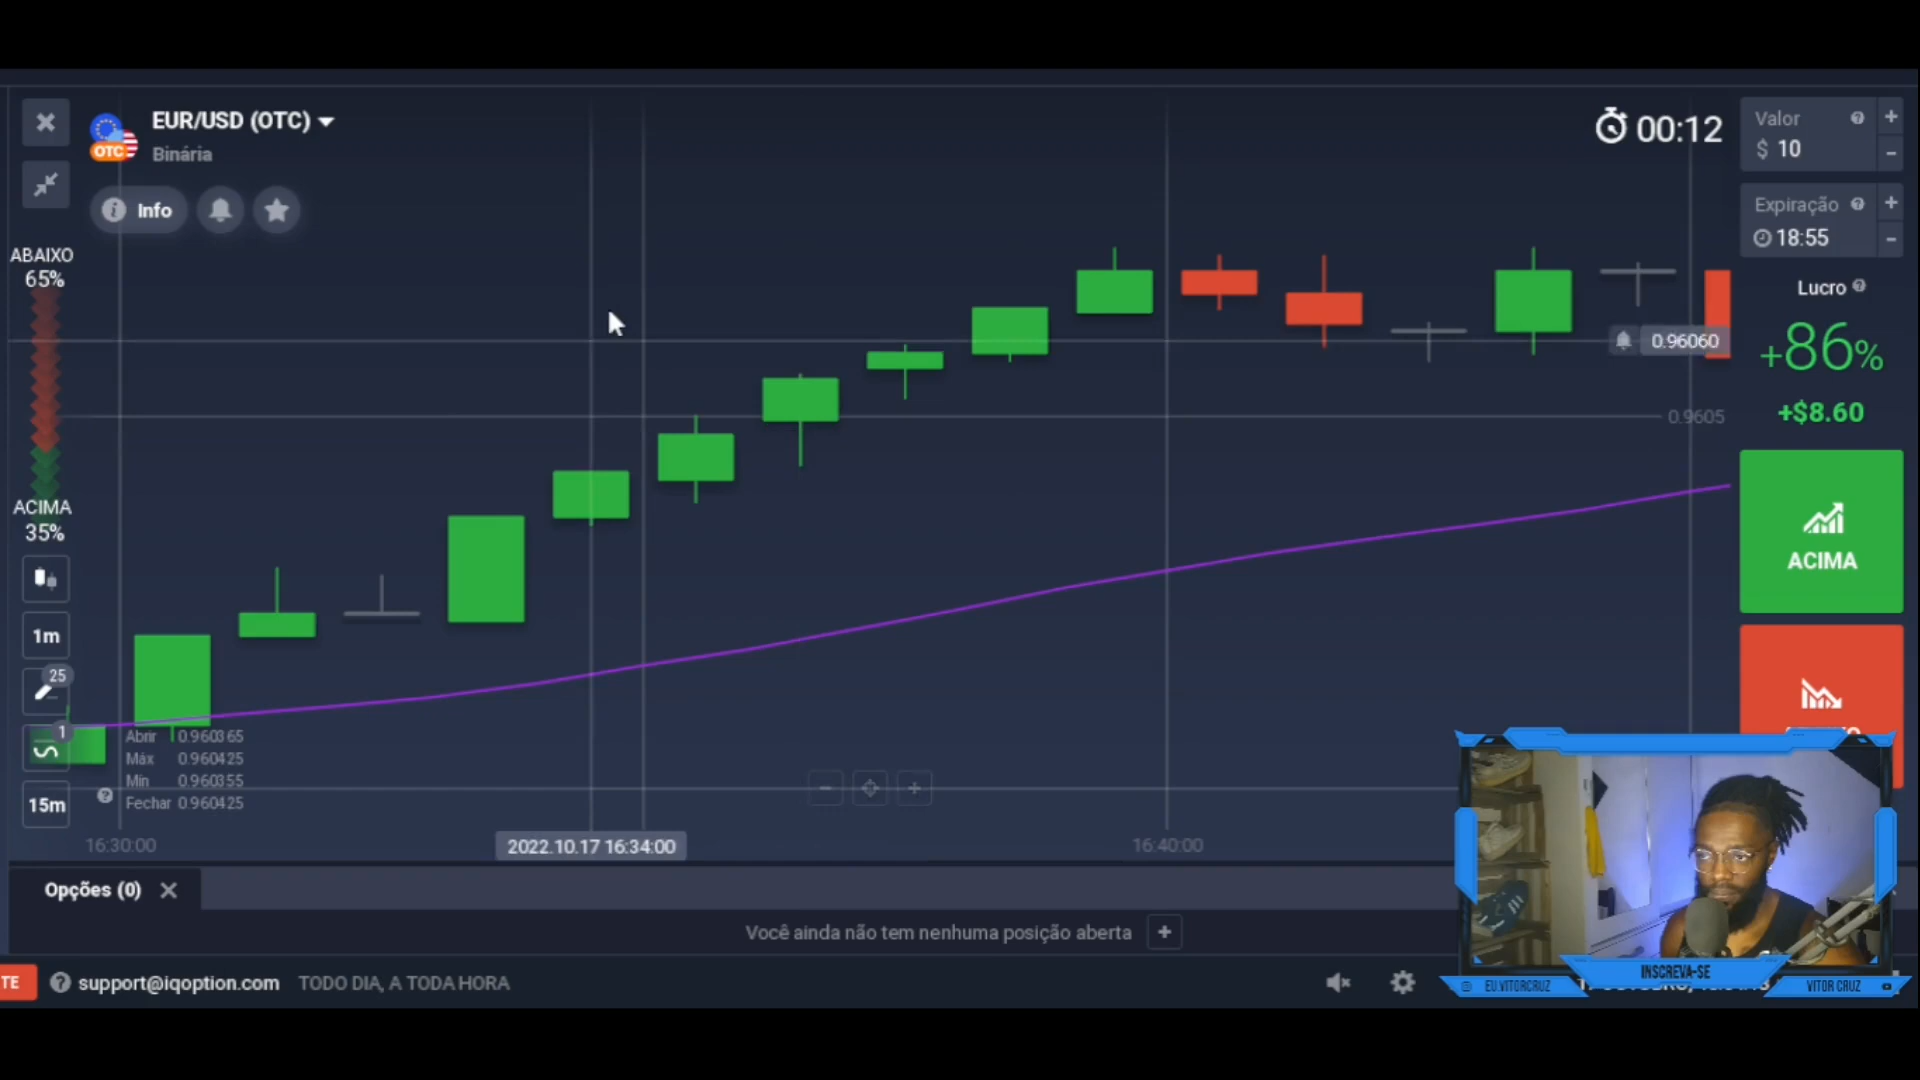 EUR/USD (OTC)
OTC
Binária
Info
00:12
Valor
$ 10
Expiração
18:55
Lucro
+86%
+$8.60
ACIMA
ABAIXO
65%
ACIMA
35%
1m
25
1
15m
0.96060
0.9605
Abrir 0.960365
Máx 0.960425
Mín 0.960355
Fechar 0.960425
16:30:00
2022.10.17 16:34:00
16:40:00
Opções (0)
Você ainda não tem nenhuma posição aberta
TE
support@iqoption.com
TODO DIA, A TODA HORA
INSCREVA-SE
EU.VITORCRUZ
VITOR CRUZ